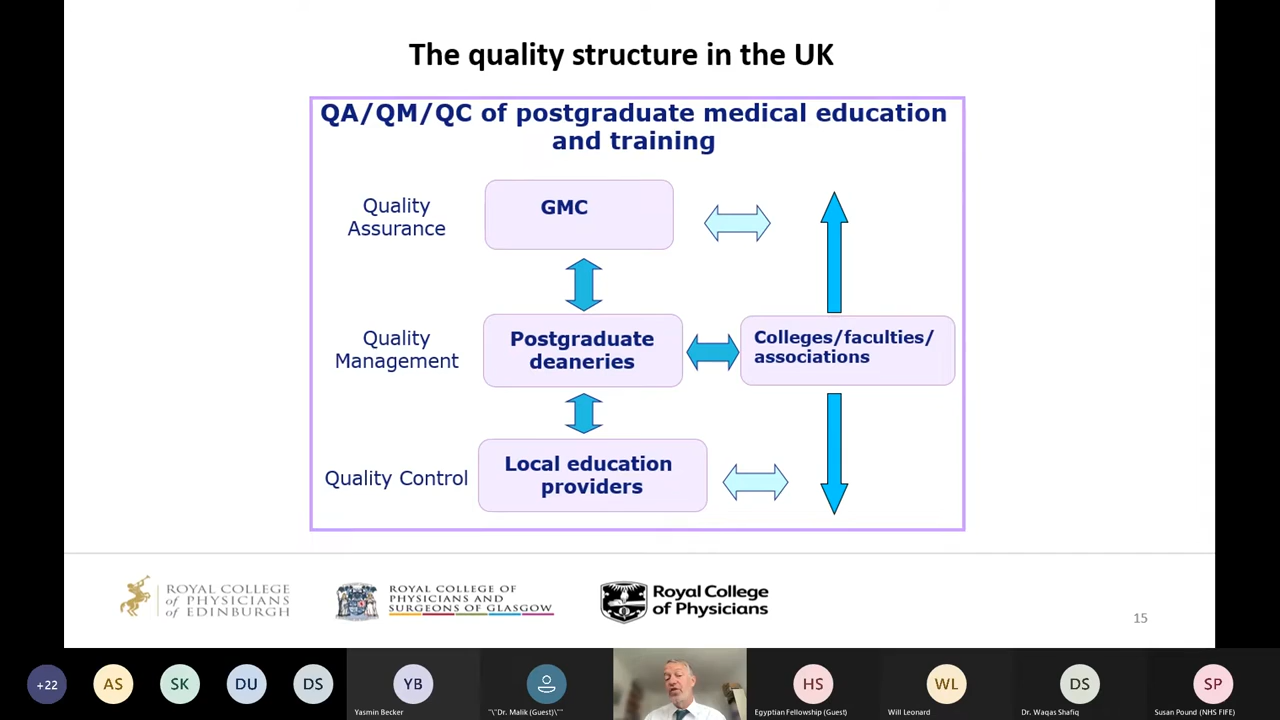 The quality structure in the UK
QA/QM/QC of postgraduate medical education
and training
Quality
Assurance
GMC
Quality
Management
Postgraduate
deaneries
Colleges/faculties/
associations
Quality Control
Local education
providers
ROYAL COLLEGE
of PHYSICIANS
of EDINBURGH
ROYAL COLLEGE OF
PHYSICIANS AND
SURGEONS OF GLASGOW
Royal College
of Physicians
15
+22
AS
SK
DU
DS
YB
Yasmin Becker
"\"Dr. Malik (Guest)\""
HS
Egyptian Fellowship (Guest)
WL
Will Leonard
DS
Dr. Waqas Shafiq
SP
Susan Pound (NHS FIFE)